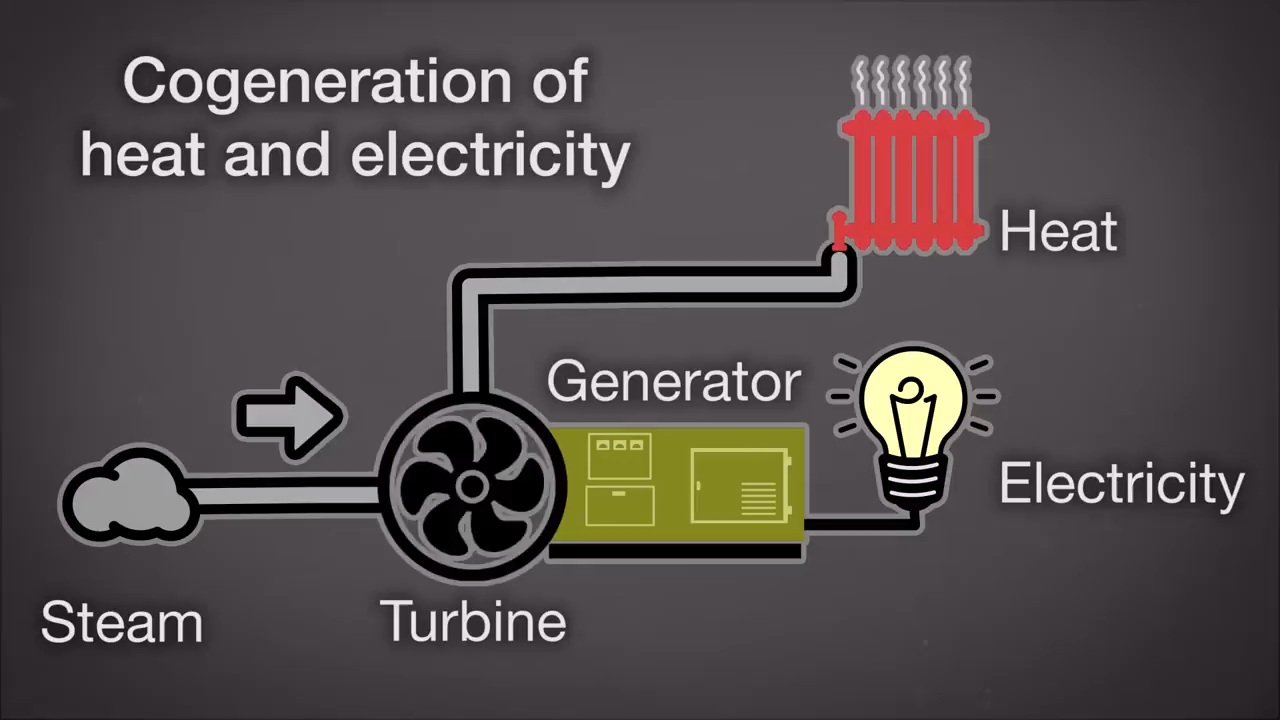 Cogeneration of
heat and electricity
Heat
Generator
Electricity
Steam
Turbine